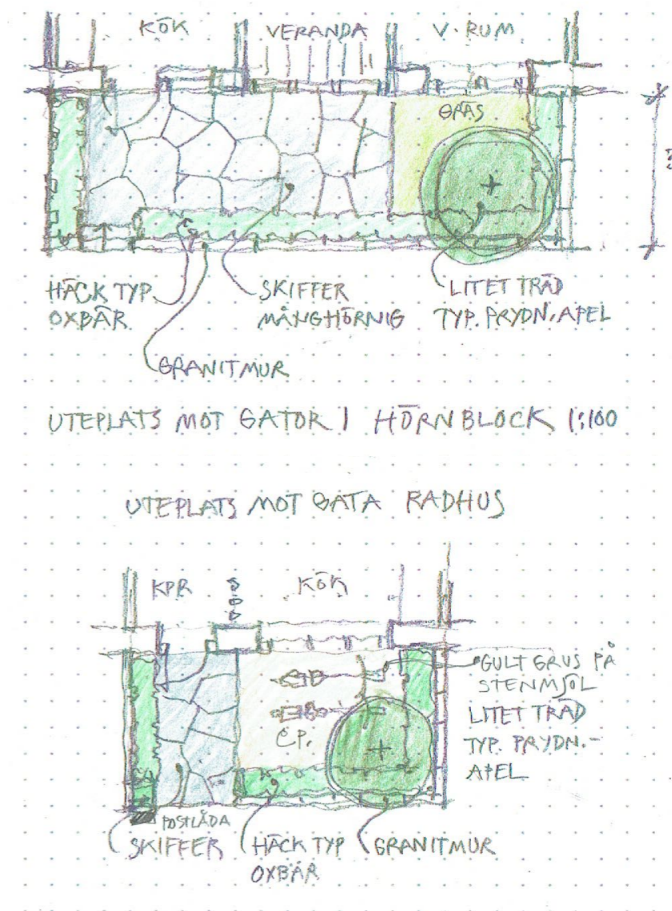 KÖK VERANDA V. RUM
GRÄS
HÄCK TYP.
OXBÄR
SKIFFER
MÅNGHÖRNIG
LITET TRÄD
TYP. PRYDN. APEL
GRANITMUR
UTEPLATS MOT GATOR I HÖRNBLOCK 1:100
UTEPLATS MOT GATA RADHUS
KPR KÖK
C.P.
GULT GRUS PÅ
STENMJÖL
LITET TRÄD
TYP. PRYDN.-
APEL
POSTLÅDA
SKIFFER
HÄCK TYP
OXBÄR
GRANITMUR